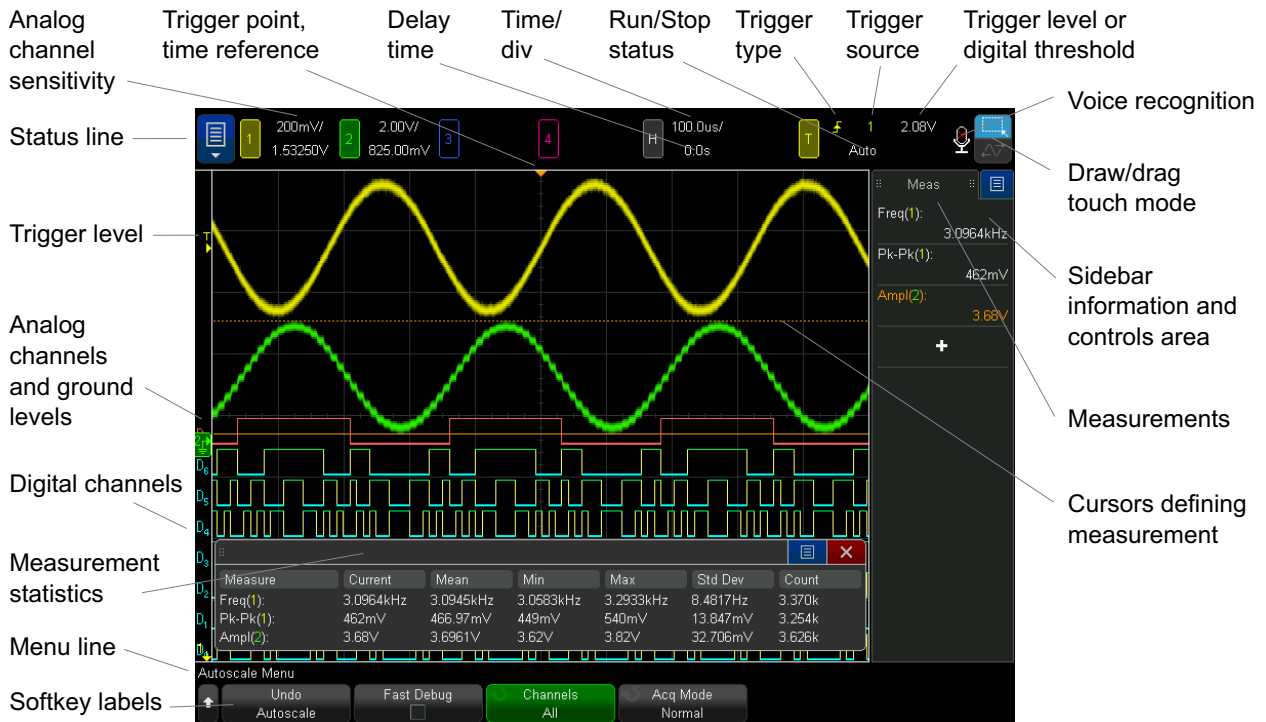 Analog
channel
sensitivity
Trigger point,
time reference
Delay
time
Time/
div
Run/Stop
status
Trigger
type
Trigger
source
Trigger level or
digital threshold
Voice recognition
Status line
1
200mV/
1.53250V
2
2.00V/
825.00mV
3
4
H
100.0us/
0.0s
T
1
2.08V
Auto
Draw/drag
touch mode
Trigger level
T
Meas
Freq(1):
3.0964kHz
Pk-Pk(1):
462mV
Ampl(2):
3.68V
+
Sidebar
information and
controls area
Analog
channels
and ground
levels
Measurements
2
D6
Digital channels
D5
D4
Cursors defining
measurement
D3
Measurement
statistics
D2
D1
Measure Current Mean Min Max Std Dev Count
Freq(1): 3.0964kHz 3.0945kHz 3.0583kHz 3.2933kHz 8.4817Hz 3.370k
Pk-Pk(1): 462mV 466.97mV 449mV 540mV 13.847mV 3.254k
Ampl(2): 3.68V 3.6961V 3.62V 3.82V 32.706mV 3.626k
Menu line
Autoscale Menu
Softkey labels
Undo
Autoscale
Fast Debug
Channels
All
Acq Mode
Normal